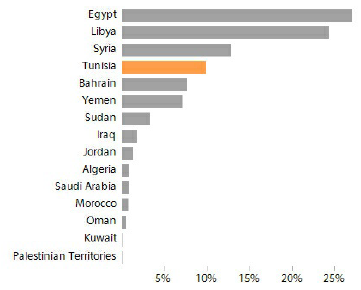 Egypt
Libya
Syria
Tunisia
Bahrain
Yemen
Sudan
Iraq
Jordan
Algeria
Saudi Arabia
Morocco
Oman
Kuwait
Palestinian Territories
5% 10% 15% 20% 25%